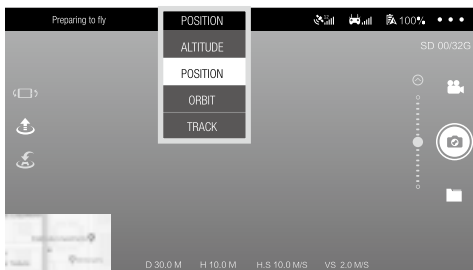 Preparing to fly POSITION 100%
SD 00/32G
ALTITUDE
POSITION
ORBIT
TRACK
D 30.0 M H 10.0 M H.S 10.0 M/S VS 2.0 M/S